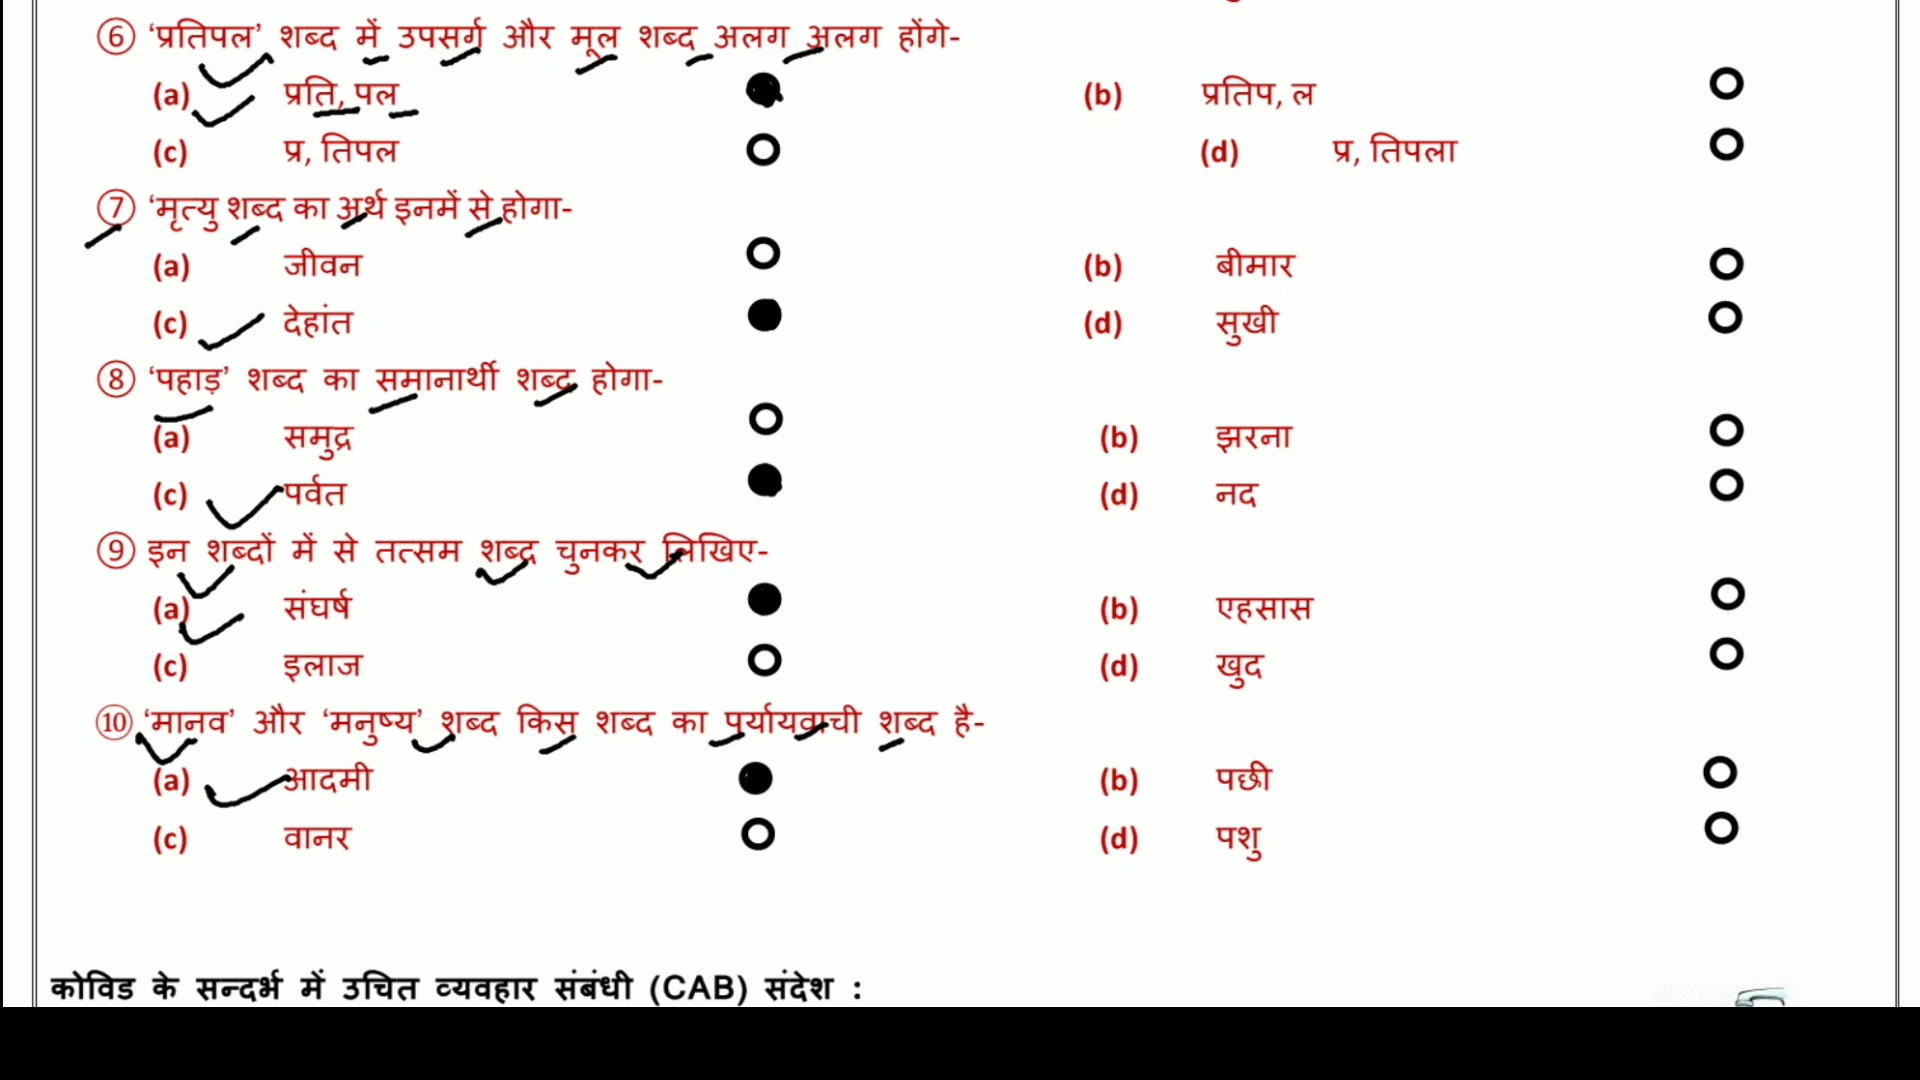 ⑥ ‘प्रतिपल’ शब्द में उपसर्ग और मूल शब्द अलग अलग होंगे-
(a) प्रति, पल (b) प्रतिप, ल
(c) प्र, तिपल (d) प्र, तिपला
⑦ ‘मृत्यु शब्द का अर्थ इनमें से होगा-
(a) जीवन (b) बीमार
(c) देहांत (d) सुखी
⑧ ‘पहाड़’ शब्द का समानार्थी शब्द होगा-
(a) समुद्र (b) झरना
(c) पर्वत (d) नद
⑨ इन शब्दों में से तत्सम शब्द चुनकर लिखिए-
(a) संघर्ष (b) एहसास
(c) इलाज (d) खुद
⑩ ‘मानव’ और ‘मनुष्य’ शब्द किस शब्द का पर्यायवाची शब्द है-
(a) आदमी (b) पछी
(c) वानर (d) पशु
कोविड के सन्दर्भ में उचित व्यवहार संबंधी (CAB) संदेश :